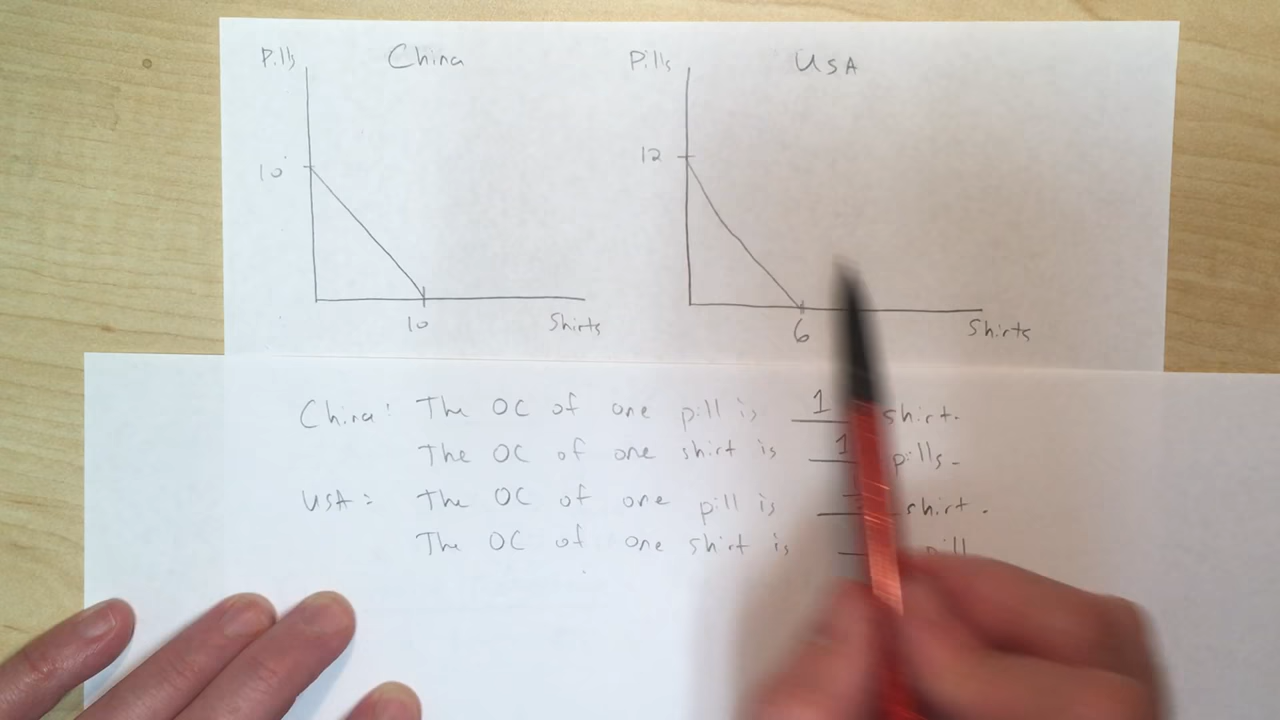 Pills China
10
10 Shirts
Pills USA
12
6 Shirts
China: The OC of one pill is 1 shirt.
The OC of one shirt is 1 pills.
USA: The OC of one pill is shirt.
The OC of one shirt is pill